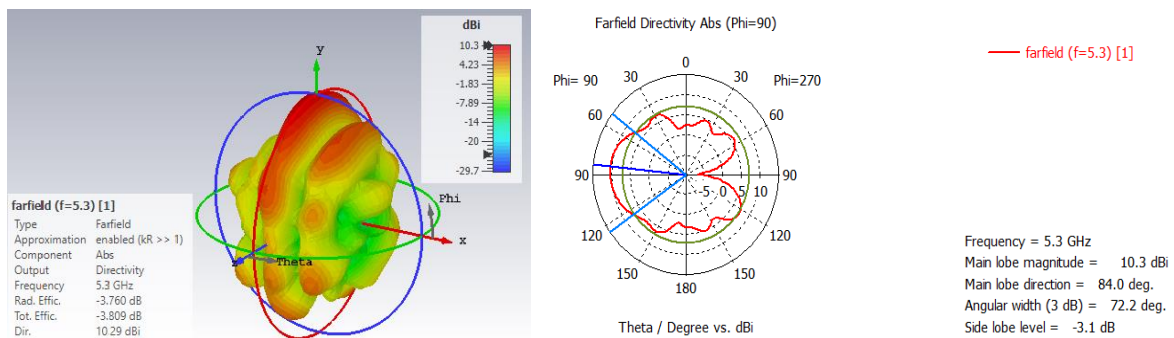 dBi
10.3
4.23
-1.83
-7.89
-14
-20
-29.7
y
Phi
x
Theta
farfield (f=5.3) [1]
Type Farfield
Approximation enabled (kR >> 1)
Component Abs
Output Directivity
Frequency 5.3 GHz
Rad. Effic. -3.760 dB
Tot. Effic. -3.809 dB
Dir. 10.29 dBi
Farfield Directivity Abs (Phi=90)
Phi= 90 30 0 30 Phi=270
60 60
90 -5 0 5 10 90
120 120
150 150
180
Theta / Degree vs. dBi
farfield (f=5.3) [1]
Frequency = 5.3 GHz
Main lobe magnitude = 10.3 dBi
Main lobe direction = 84.0 deg.
Angular width (3 dB) = 72.2 deg.
Side lobe level = -3.1 dB